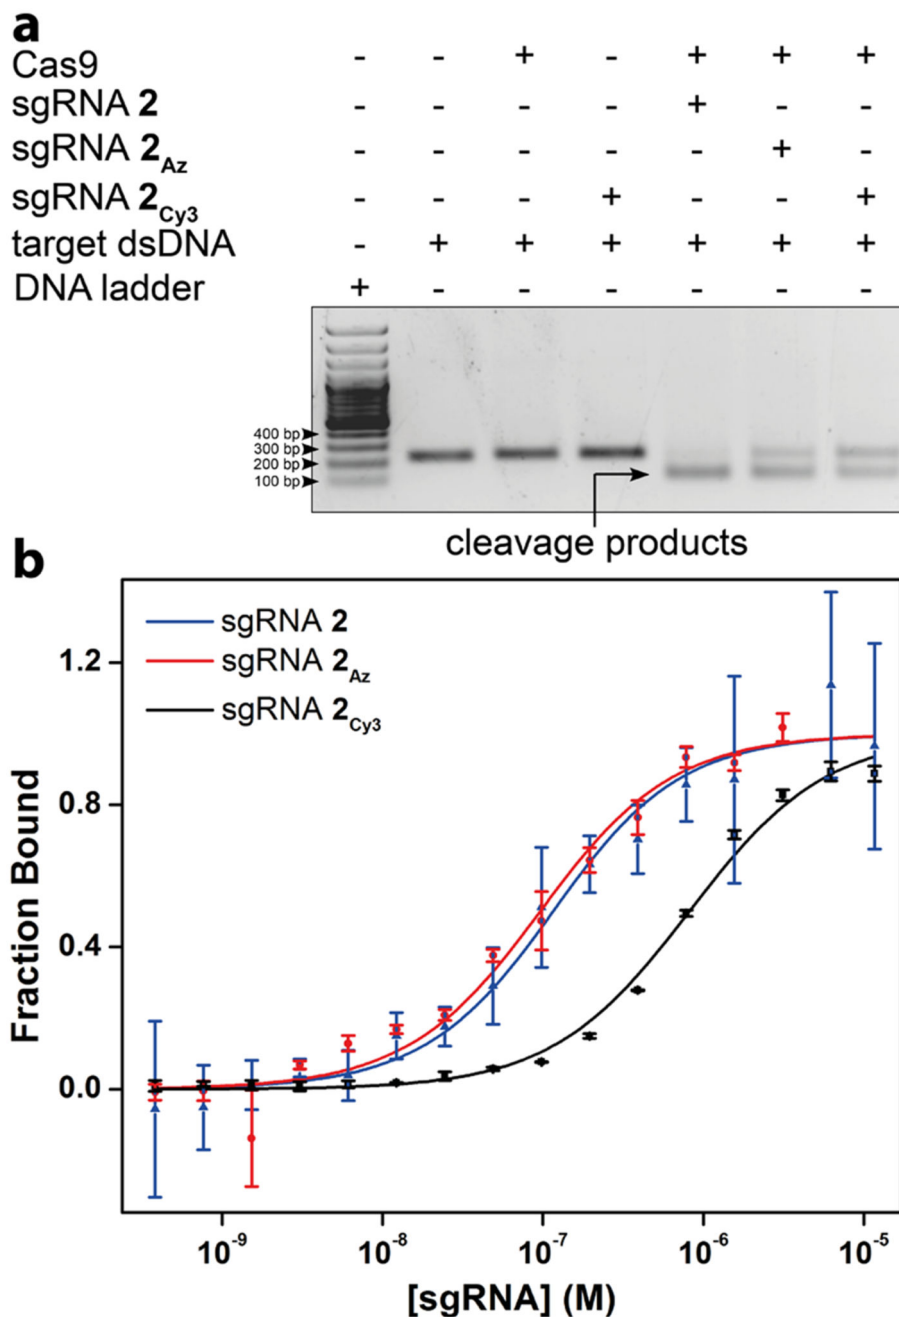 a
Cas9 - - + - + + +
sgRNA 2 - - - - + - -
sgRNA 2Az - - - - - + -
sgRNA 2Cy3 - - - + - - +
target dsDNA - + + + + + +
DNA ladder + - - - - - -
400 bp
300 bp
200 bp
100 bp
cleavage products
b
sgRNA 2
sgRNA 2Az
sgRNA 2Cy3
1.2
0.8
0.4
0.0
Fraction Bound
10-9 10-8 10-7 10-6 10-5
[sgRNA] (M)